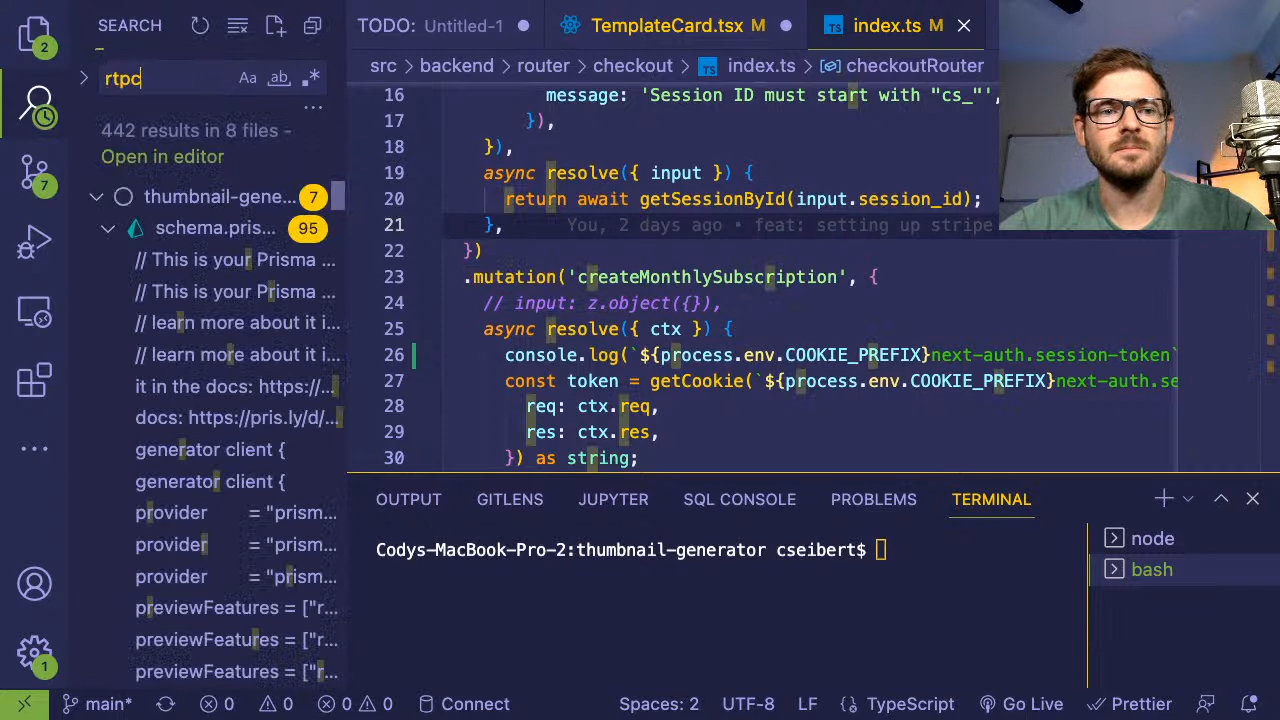 SEARCH
TODO: Untitled-1
TemplateCard.tsx M
TS index.ts M
2
rtpc
Aa ab .*
src > backend > router > checkout > TS index.ts > checkoutRouter
442 results in 8 files -
Open in editor
thumbnail-gene... 7
schema.pris... 95
// This is your Prisma ...
// This is your Prisma ...
// learn more about it i...
// learn more about it i...
it in the docs: https://...
docs: https://pris.ly/d/...
generator client {
generator client {
provider = "prism...
provider = "prism...
provider = "prism...
previewFeatures = ["r...
previewFeatures = ["r...
previewFeatures = ["r...
7
1
16 message: 'Session ID must start with "cs_"',
17 }),
18 }),
19 async resolve({ input }) {
20 return await getSessionById(input.session_id);
21 }, You, 2 days ago • feat: setting up stripe
22 })
23 .mutation('createMonthlySubscription', {
24 // input: z.object({}),
25 async resolve({ ctx }) {
26 console.log(`${process.env.COOKIE_PREFIX}next-auth.session-token`
27 const token = getCookie(`${process.env.COOKIE_PREFIX}next-auth.se
28 req: ctx.req,
29 res: ctx.res,
30 }) as string;
OUTPUT GITLENS JUPYTER SQL CONSOLE PROBLEMS TERMINAL
Codys-MacBook-Pro-2:thumbnail-generator cseibert$
node
bash
main* 0 0 0 0 Connect Spaces: 2 UTF-8 LF {} TypeScript Go Live Prettier